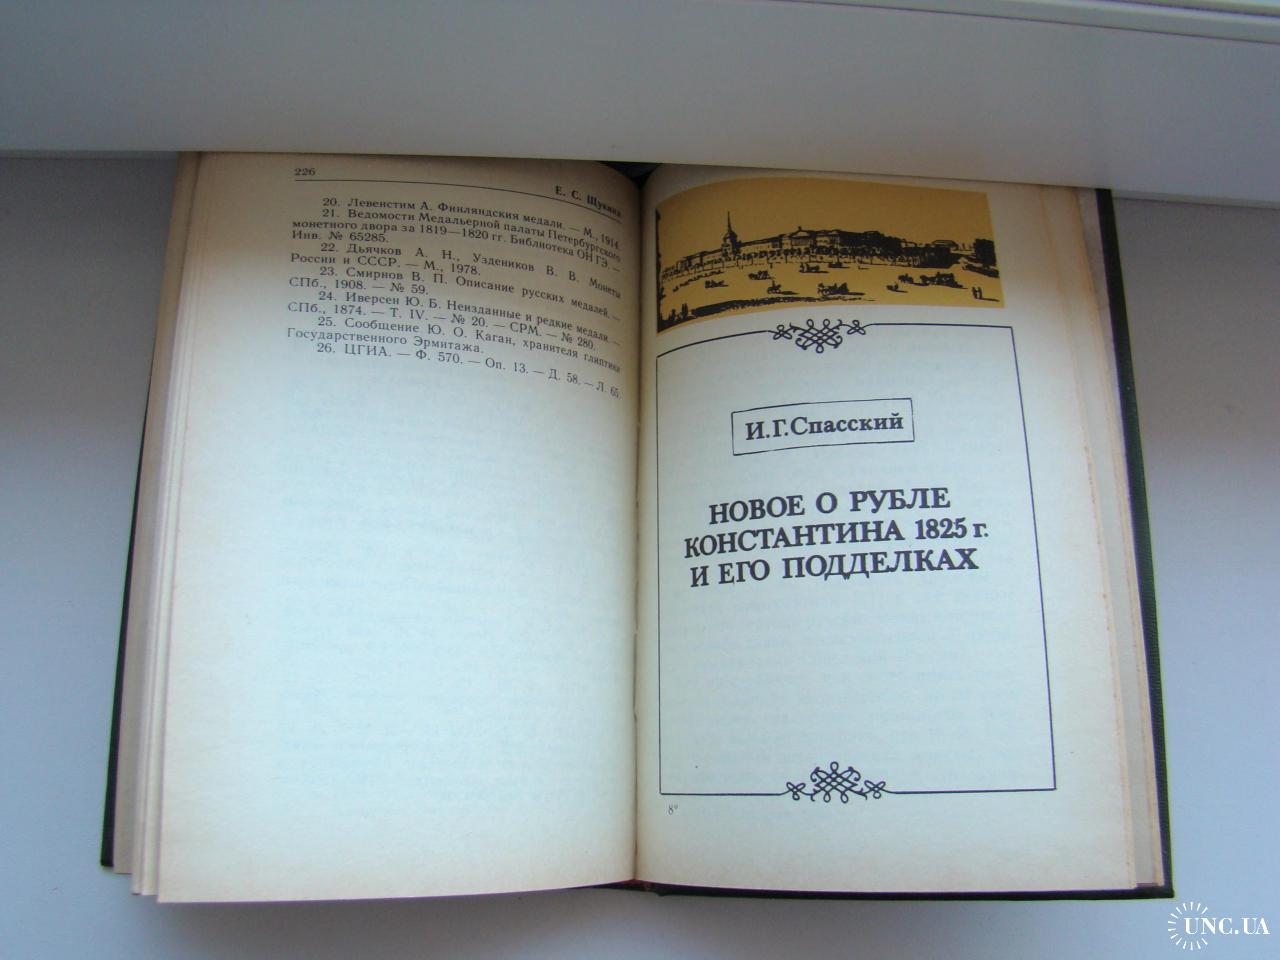 226
Е. С. Щукина
20. Левенстим А. Финляндския медали. — М., 1914.
21. Ведомости Медальерной палаты Петербургского
монетного двора за 1819—1820 гг. Библиотека ОН ГЭ. —
Инв. № 65285.
22. Дьячков А. Н., Уздеников В. В. Монеты
России и СССР. — М., 1978.
23. Смирнов В. П. Описание русских медалей. —
СПб., 1908. — № 59.
24. Иверсен Ю. Б. Неизданные и редкие медали. —
СПб., 1874. — Т. IV. — № 20. — СРМ. — № 280.
25. Сообщение Ю. О. Каган, хранителя глиптики
Государственного Эрмитажа.
26. ЦГИА. — Ф. 570. — Оп. 13. — Д. 58. — Л. 65.
И.Г.Спасский
НОВОЕ О РУБЛЕ
КОНСТАНТИНА 1825 г.
И ЕГО ПОДДЕЛКАХ
8*
UNC.UA